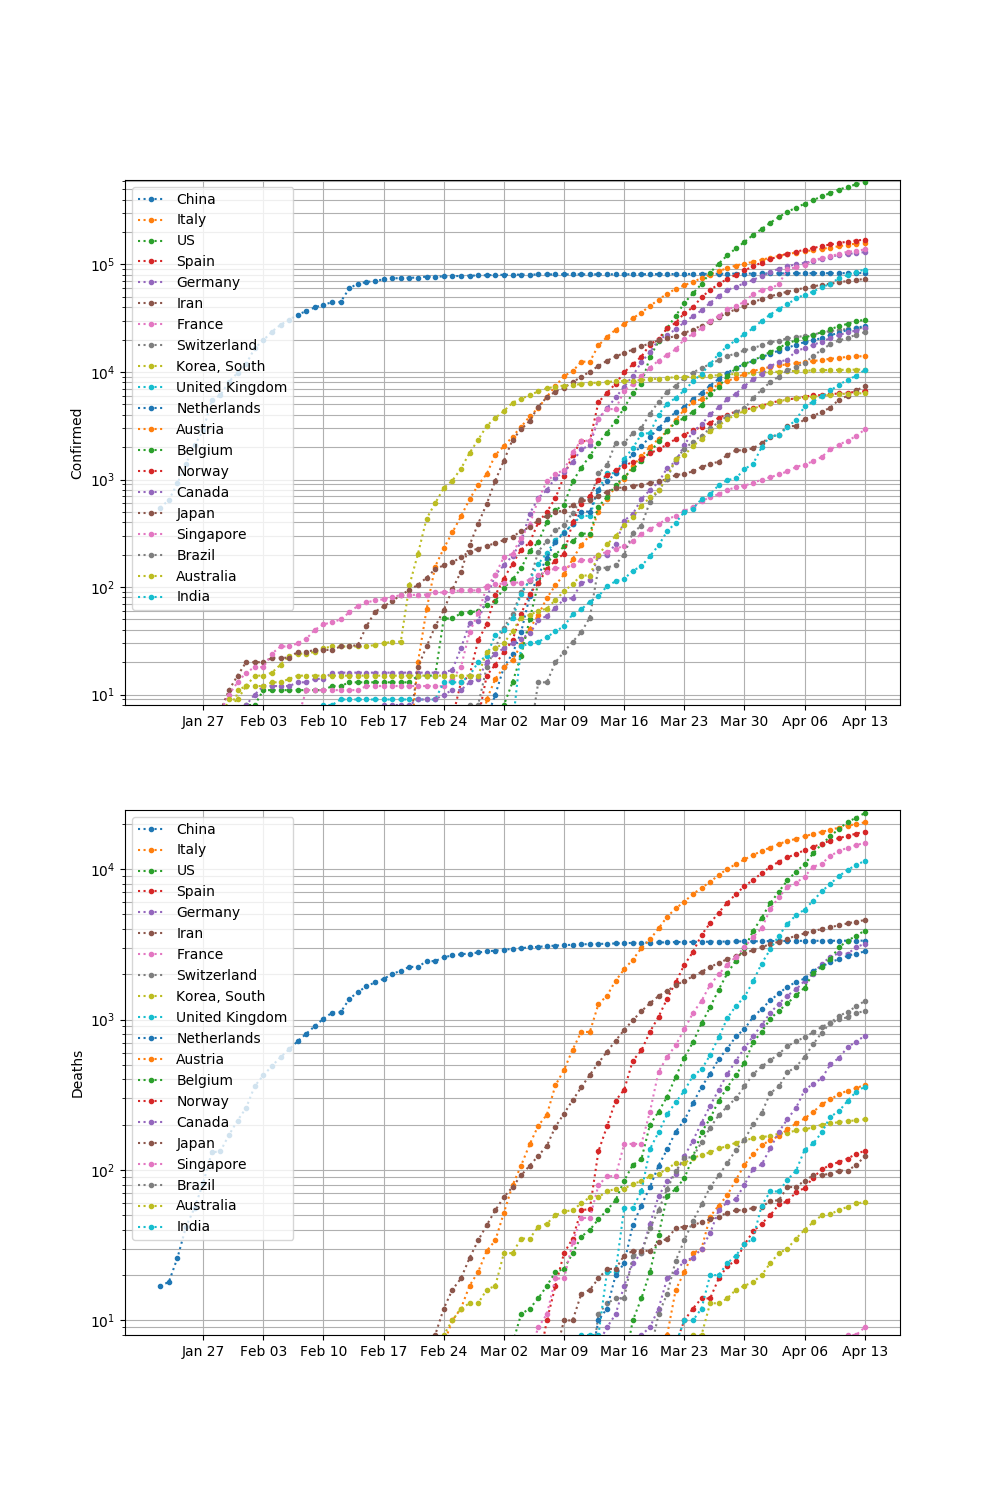 Confirmed
10^5
10^4
10^3
10^2
10^1
China
Italy
US
Spain
Germany
Iran
France
Switzerland
Korea, South
United Kingdom
Netherlands
Austria
Belgium
Norway
Canada
Japan
Singapore
Brazil
Australia
India
Jan 27 Feb 03 Feb 10 Feb 17 Feb 24 Mar 02 Mar 09 Mar 16 Mar 23 Mar 30 Apr 06 Apr 13
Deaths
10^4
10^3
10^2
10^1
China
Italy
US
Spain
Germany
Iran
France
Switzerland
Korea, South
United Kingdom
Netherlands
Austria
Belgium
Norway
Canada
Japan
Singapore
Brazil
Australia
India
Jan 27 Feb 03 Feb 10 Feb 17 Feb 24 Mar 02 Mar 09 Mar 16 Mar 23 Mar 30 Apr 06 Apr 13